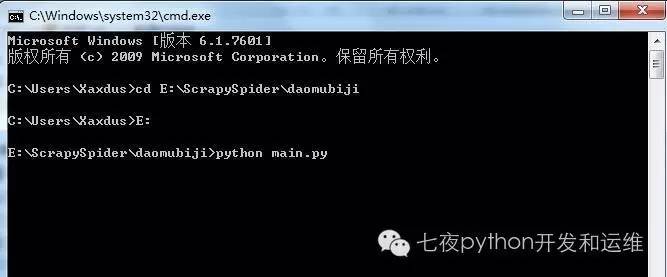 C:\Windows\system32\cmd.exe
Microsoft Windows [版本 6.1.7601]
版权所有 (c) 2009 Microsoft Corporation。保留所有权利。
C:\Users\Xaxdus>cd E:\ScrapySpider\daomubiji
C:\Users\Xaxdus>E:
E:\ScrapySpider\daomubiji>python main.py
七夜python开发和运维